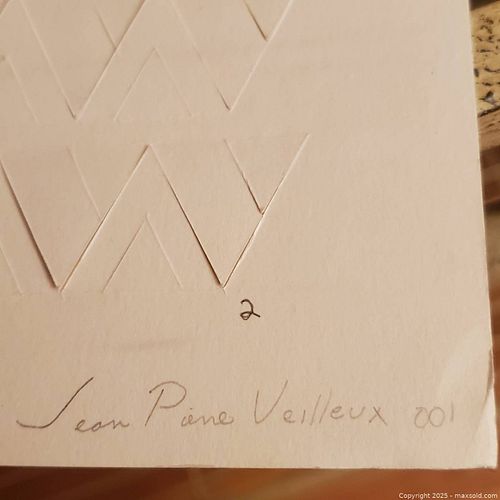 2
Jean Pierre Veilleux 001
Copyright 2025 - maxsold.com